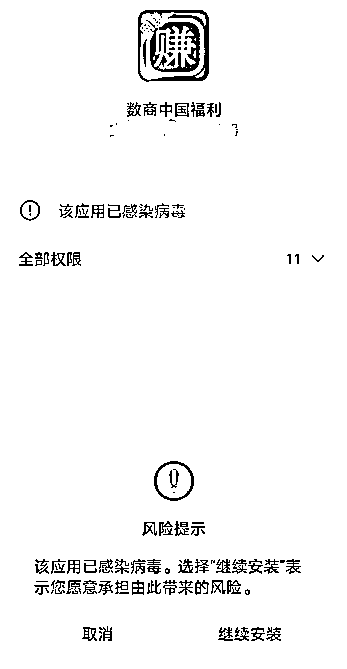 赚
数商中国福利
该应用已感染病毒
全部权限 11
风险提示
该应用已感染病毒。选择"继续安装"表
示您愿意承担由此带来的风险。
取消 继续安装